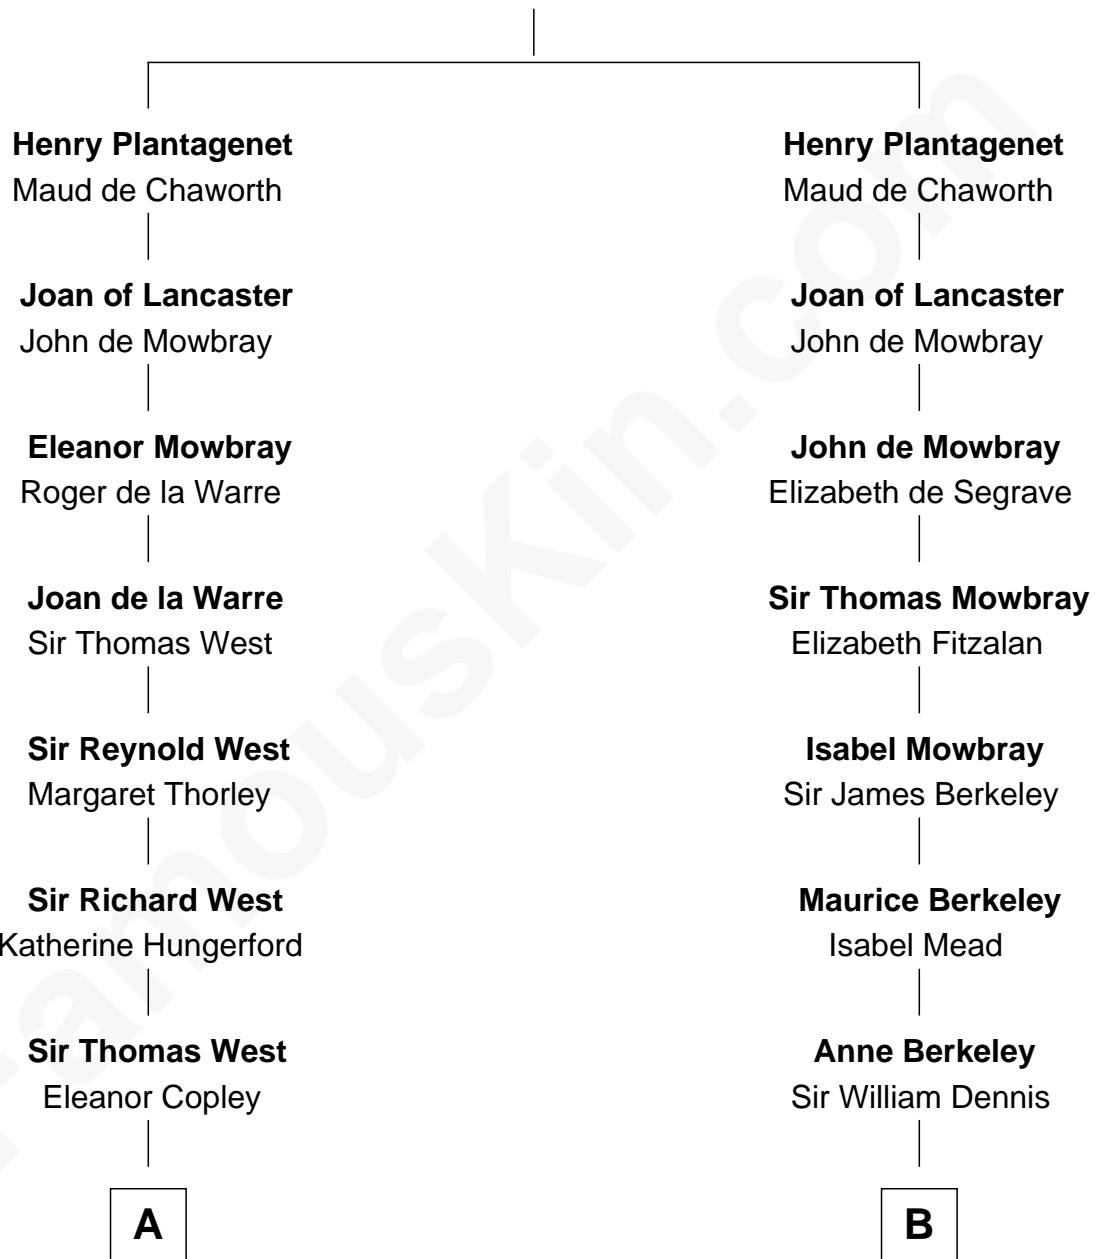 Henry Plantagenet
Maud de Chaworth
Joan of Lancaster
John de Mowbray
Eleanor Mowbray
Roger de la Warre
Joan de la Warre
Sir Thomas West
Sir Reynold West
Margaret Thorley
Sir Richard West
Katherine Hungerford
Sir Thomas West
Eleanor Copley
A
Henry Plantagenet
Maud de Chaworth
Joan of Lancaster
John de Mowbray
John de Mowbray
Elizabeth de Segrave
Sir Thomas Mowbray
Elizabeth Fitzalan
Isabel Mowbray
Sir James Berkeley
Maurice Berkeley
Isabel Mead
Anne Berkeley
Sir William Dennis
B
FamousKin.com